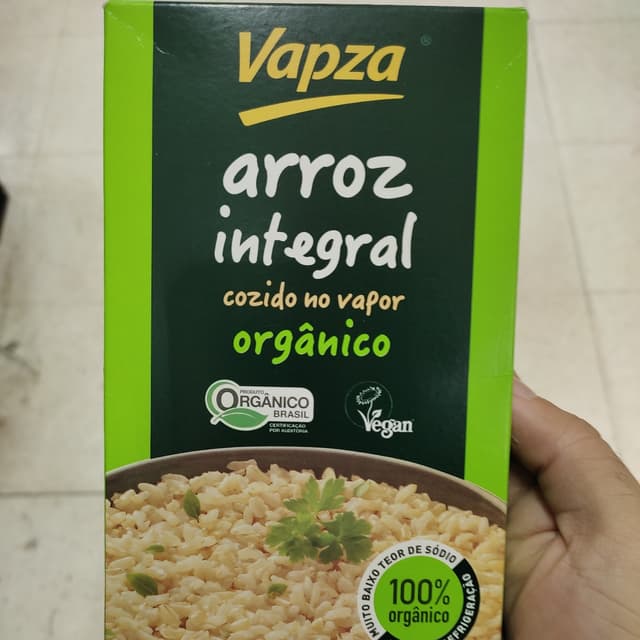 Vapza
arroz
integral
cozido no vapor
orgânico
PRODUTO
ORGÂNICO
BRASIL
CERTIFICAÇÃO
POR AUDITORIA
Vegan
MUITO BAIXO TEOR DE SÓDIO
100%
orgânico